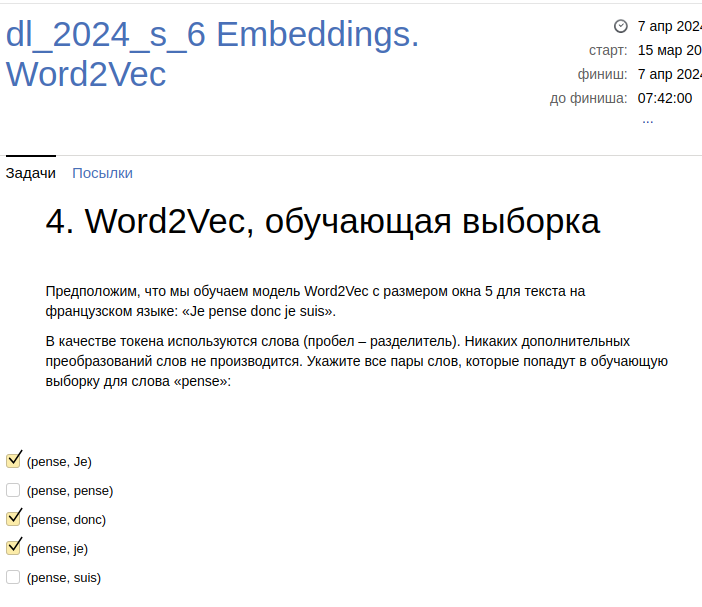 dl_2024_s_6 Embeddings.
Word2Vec
7 апр 2024
старт: 15 мар 20
финиш: 7 апр 2024
до финиша: 07:42:00
...
Задачи Посылки
4. Word2Vec, обучающая выборка
Предположим, что мы обучаем модель Word2Vec с размером окна 5 для текста на
французском языке: «Je pense donc je suis».
В качестве токена используются слова (пробел – разделитель). Никаких дополнительных
преобразований слов не производится. Укажите все пары слов, которые попадут в обучающую
выборку для слова «pense»:
(pense, Je)
(pense, pense)
(pense, donc)
(pense, je)
(pense, suis)